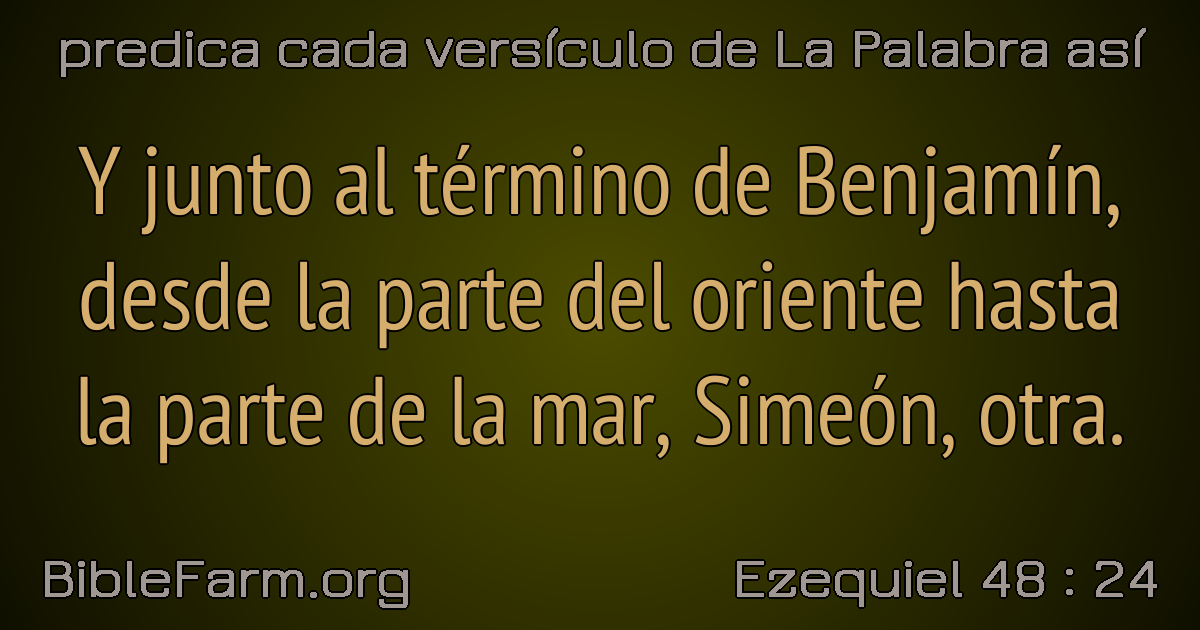 predica cada versículo de La Palabra así
Y junto al término de Benjamín,
desde la parte del oriente hasta
la parte de la mar, Simeón, otra.
BibleFarm.org
Ezequiel 48 : 24